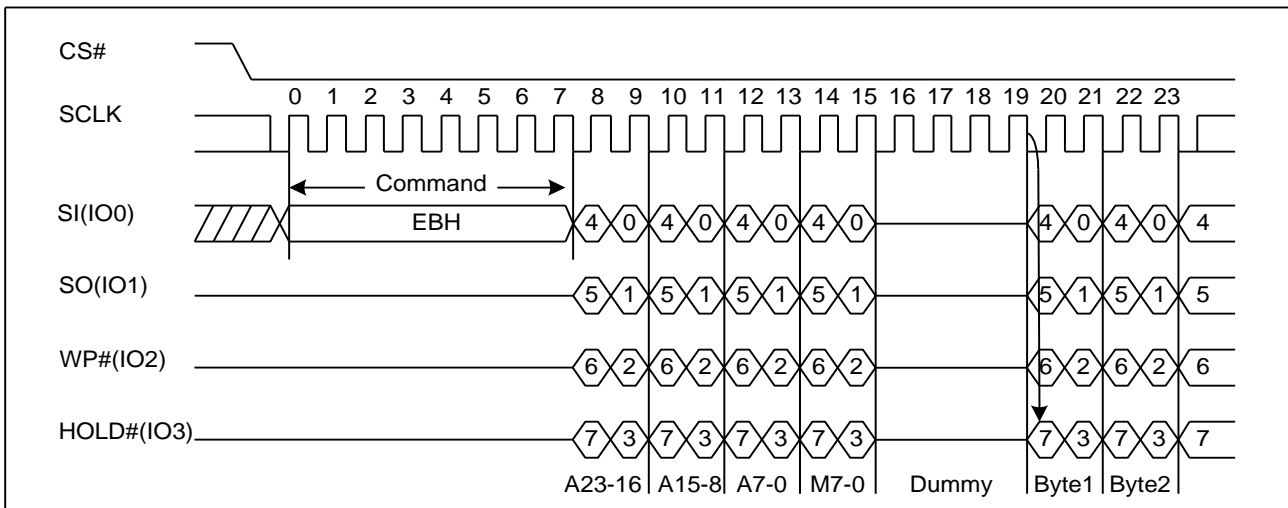 CS#
0 1 2 3 4 5 6 7 8 9 10 11 12 13 14 15 16 17 18 19 20 21 22 23
SCLK
Command
SI(IO0) EBH 4 0 4 0 4 0 4 0 4 0 4 0 4
SO(IO1) 5 1 5 1 5 1 5 1 5 1 5 1 5
WP#(IO2) 6 2 6 2 6 2 6 2 6 2 6 2 6
HOLD#(IO3) 7 3 7 3 7 3 7 3 7 3 7 3 7
A23-16 A15-8 A7-0 M7-0 Dummy Byte1 Byte2